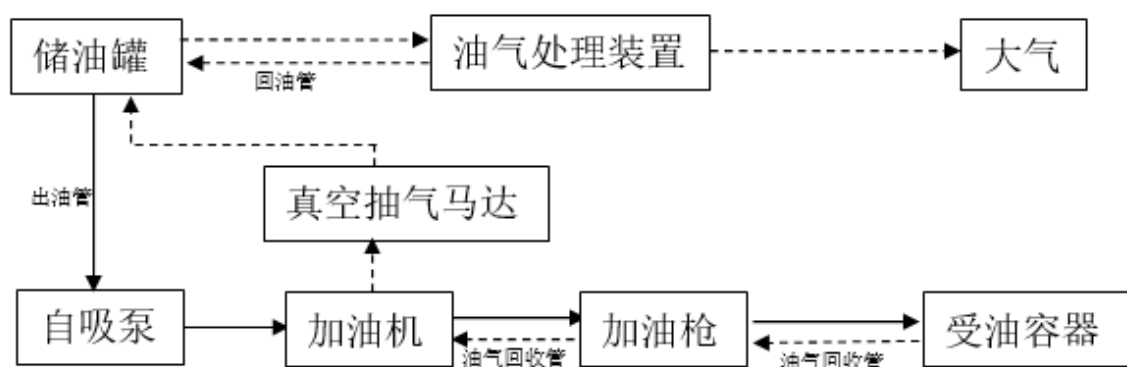 储油罐
油气处理装置
大气
回油管
出油管
真空抽气马达
自吸泵
加油机
油气回收管
加油枪
油气回收管
受油容器